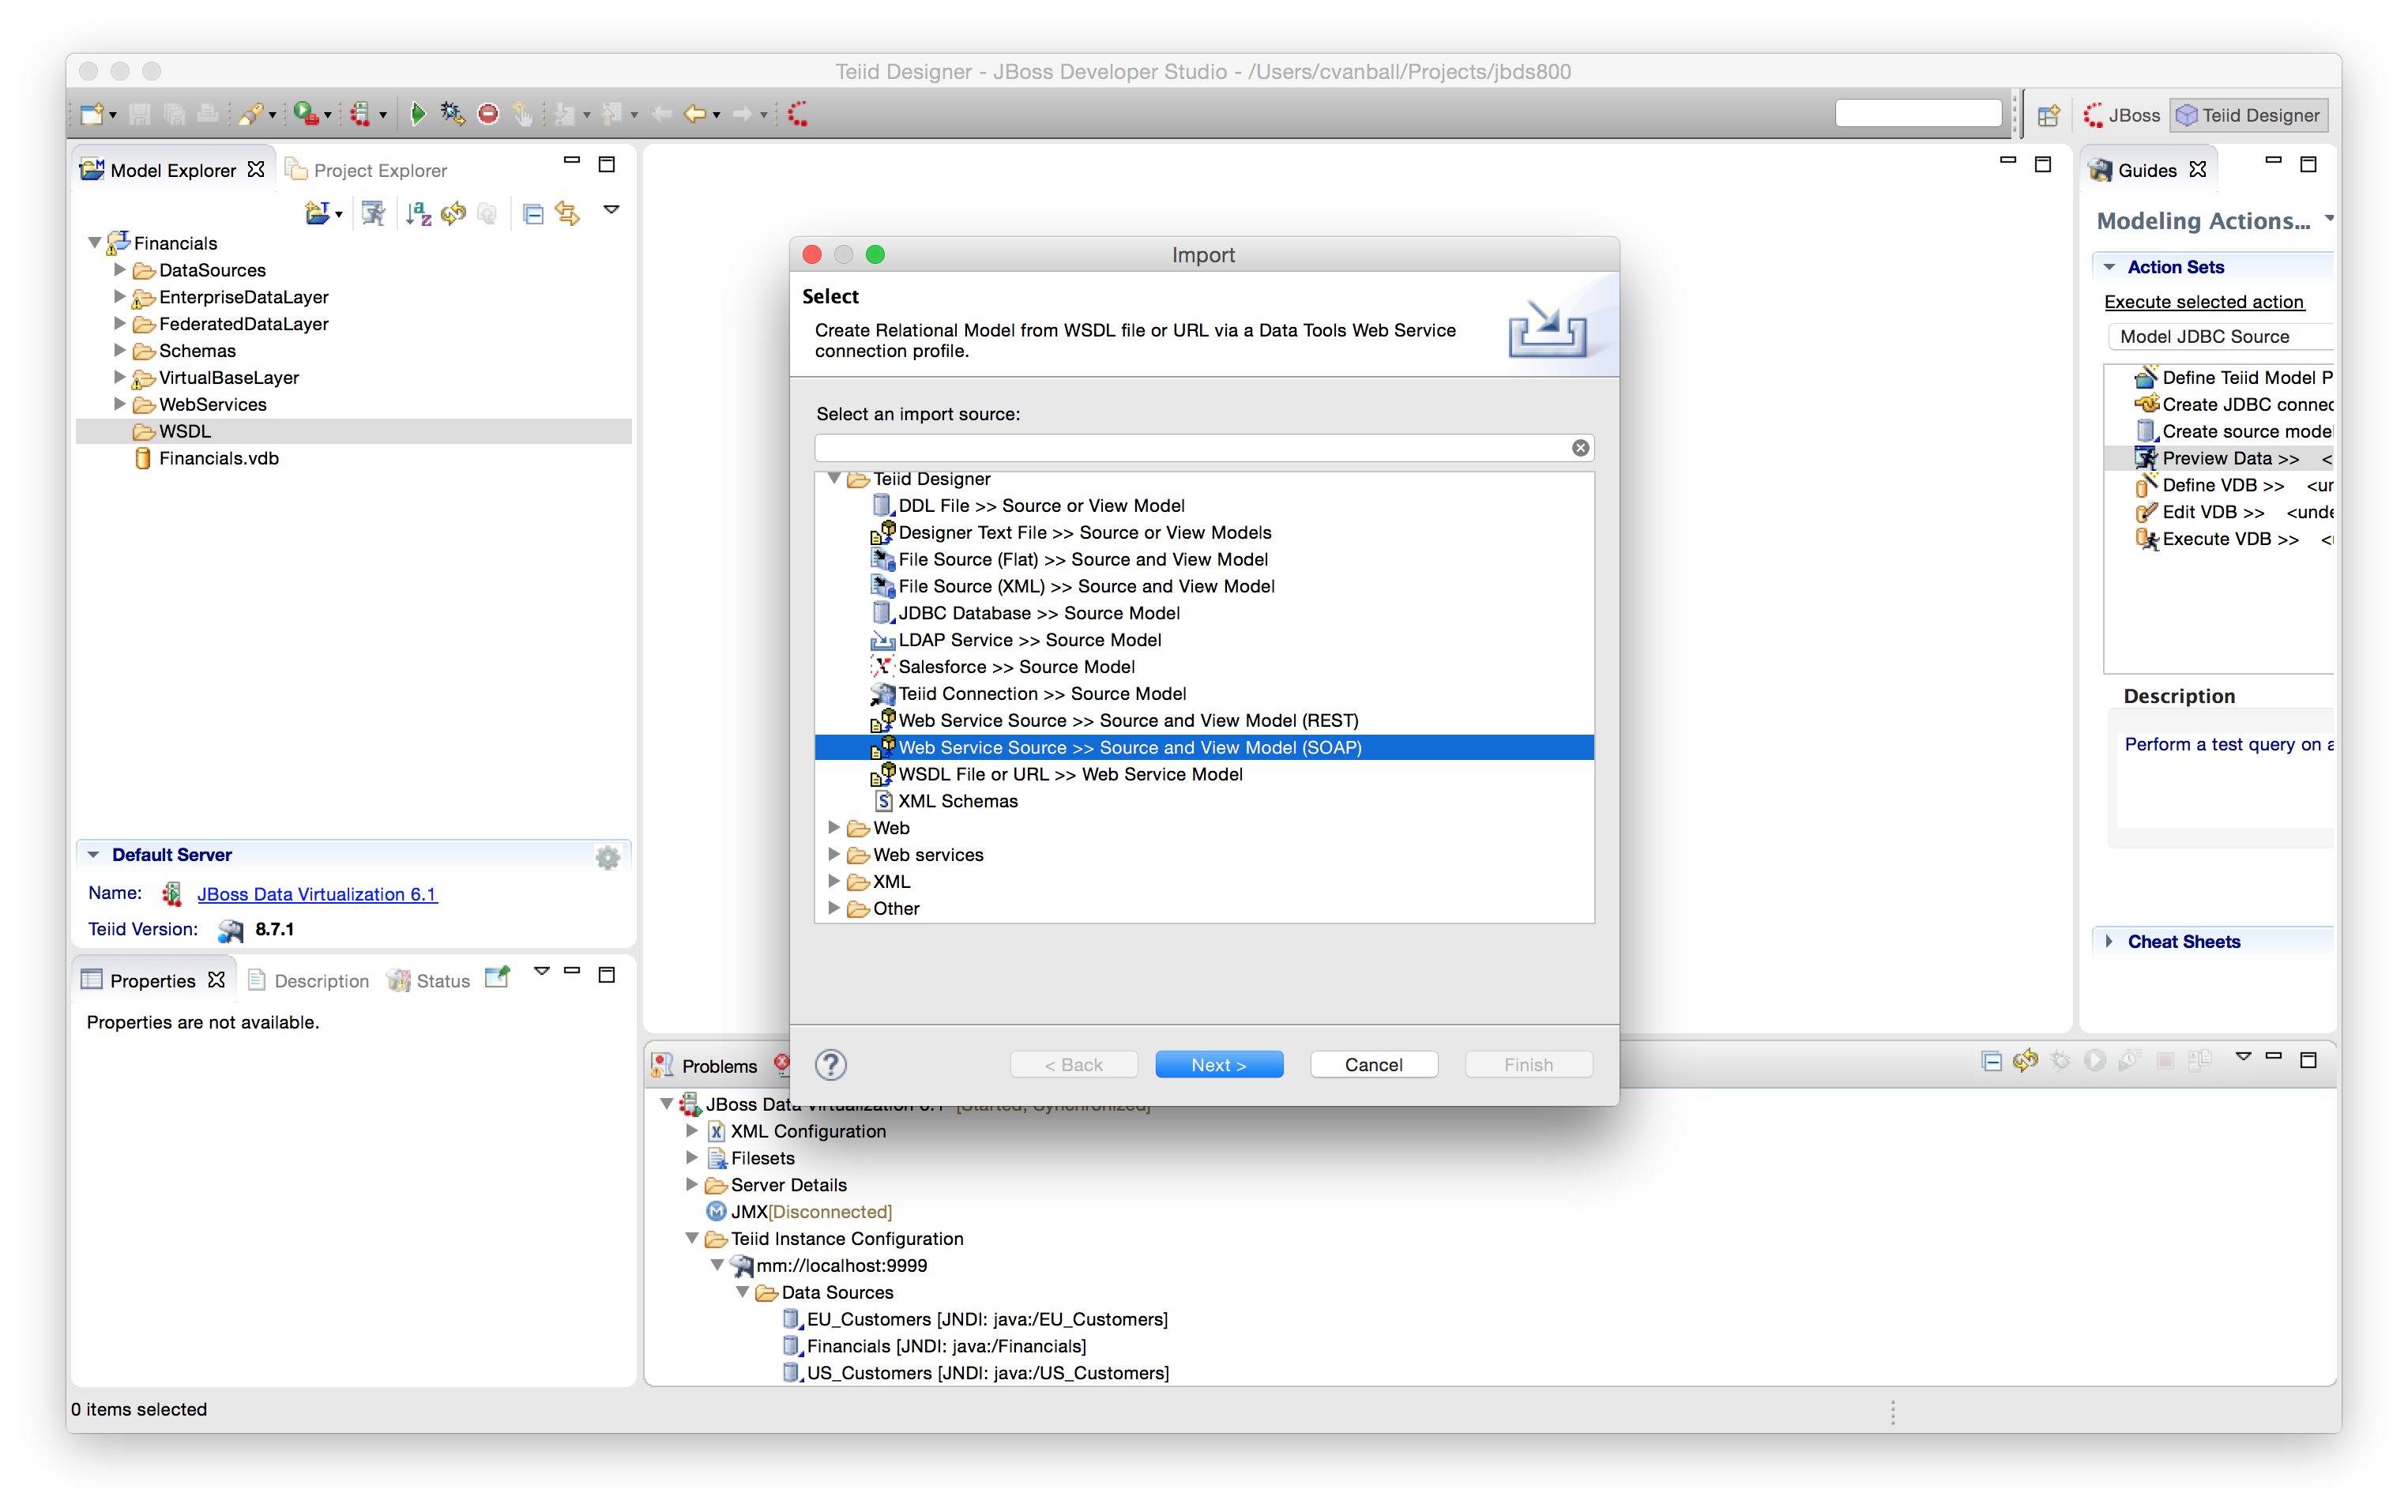 Teiid Designer - JBoss Developer Studio - /Users/cvanball/Projects/jbds800
JBoss
Teiid Designer
Model Explorer
Project Explorer
Financials
DataSources
EnterpriseDataLayer
FederatedDataLayer
Schemas
VirtualBaseLayer
WebServices
WSDL
Financials.vdb
Default Server
Name: JBoss Data Virtualization 6.1
Teiid Version: 8.7.1
Properties
Description
Status
Properties are not available.
Import
Select
Create Relational Model from WSDL file or URL via a Data Tools Web Service
connection profile.
Select an import source:
Teiid Designer
DDL File >> Source or View Model
Designer Text File >> Source or View Models
File Source (Flat) >> Source and View Model
File Source (XML) >> Source and View Model
JDBC Database >> Source Model
LDAP Service >> Source Model
Salesforce >> Source Model
Teiid Connection >> Source Model
Web Service Source >> Source and View Model (REST)
Web Service Source >> Source and View Model (SOAP)
WSDL File or URL >> Web Service Model
XML Schemas
Web
Web services
XML
Other
< Back
Next >
Cancel
Finish
Guides
Modeling Actions...
Action Sets
Execute selected action
Model JDBC Source
Define Teiid Model P
Create JDBC connec
Create source model
Preview Data >> <
Define VDB >> <ur
Edit VDB >> <unde
Execute VDB >> <
Description
Perform a test query on a
Cheat Sheets
Problems
JBoss Data Virtualization 6.1 [Started, Synchronized]
XML Configuration
Filesets
Server Details
JMX[Disconnected]
Teiid Instance Configuration
mm://localhost:9999
Data Sources
EU_Customers [JNDI: java:/EU_Customers]
Financials [JNDI: java:/Financials]
US_Customers [JNDI: java:/US_Customers]
0 items selected